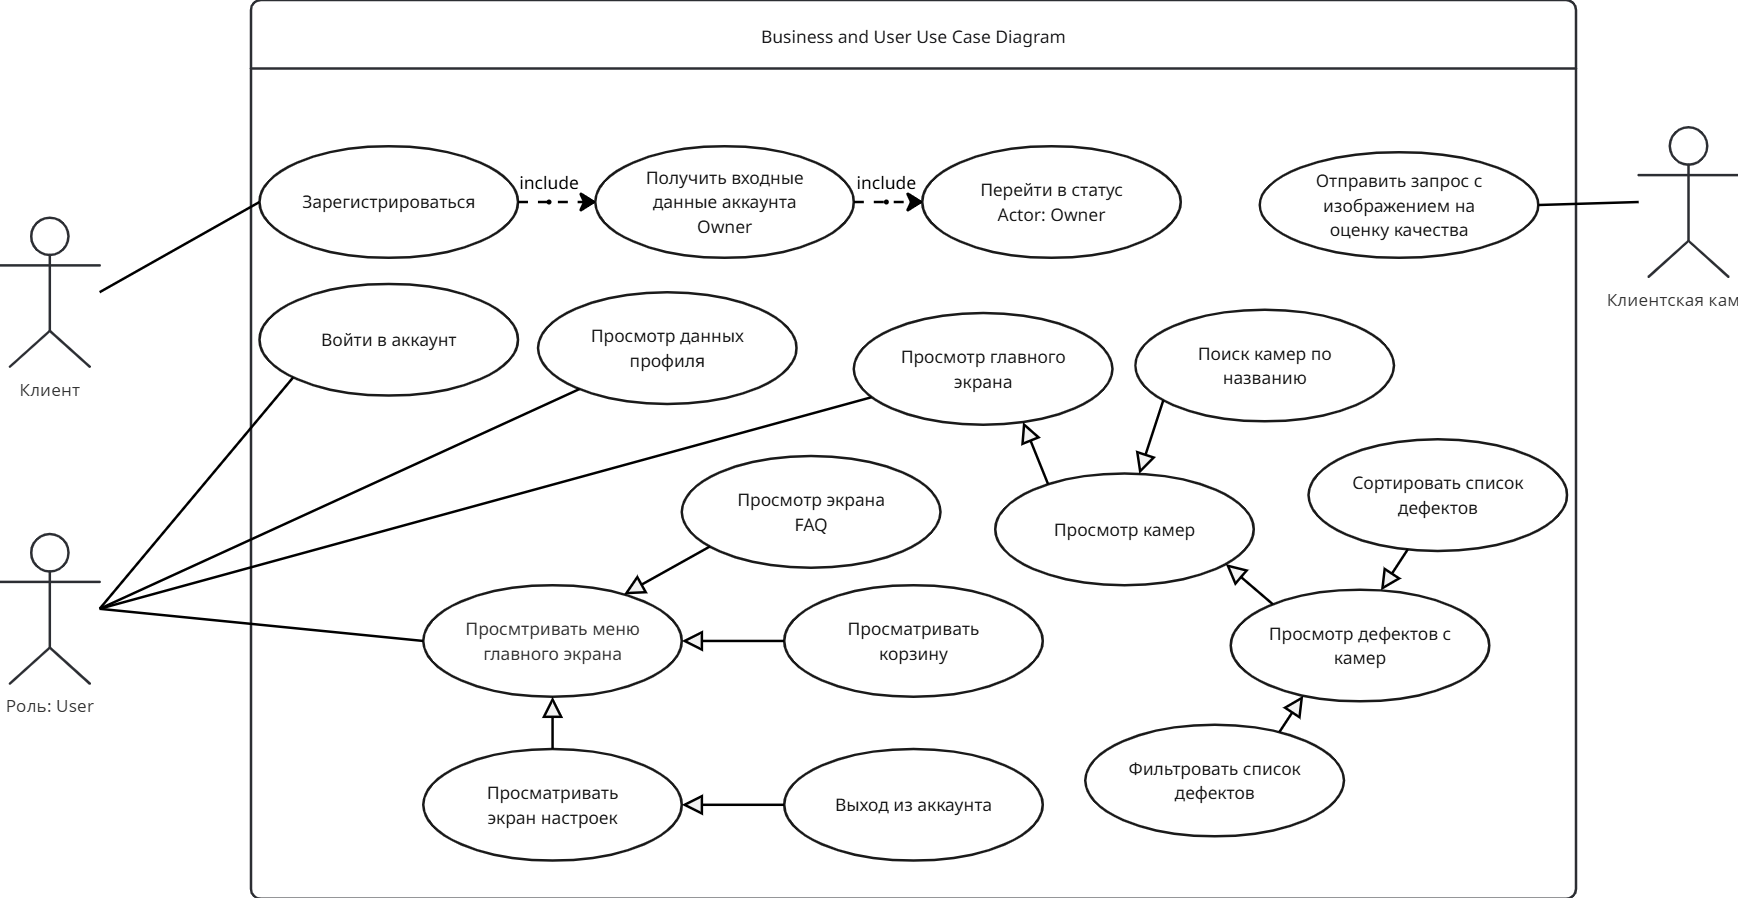 Business and User Use Case Diagram
Зарегистрироваться
include
Получить входные
данные аккаунта
Owner
include
Перейти в статус
Actor: Owner
Отправить запрос с
изображением на
оценку качества
Клиентская кам
Клиент
Войти в аккаунт
Просмотр данных
профиля
Просмотр главного
экрана
Поиск камер по
названию
Просмотр экрана
FAQ
Просмотр камер
Сортировать список
дефектов
Просмтривать меню
главного экрана
Просматривать
корзину
Просмотр дефектов с
камер
Роль: User
Просматривать
экран настроек
Выход из аккаунта
Фильтровать список
дефектов